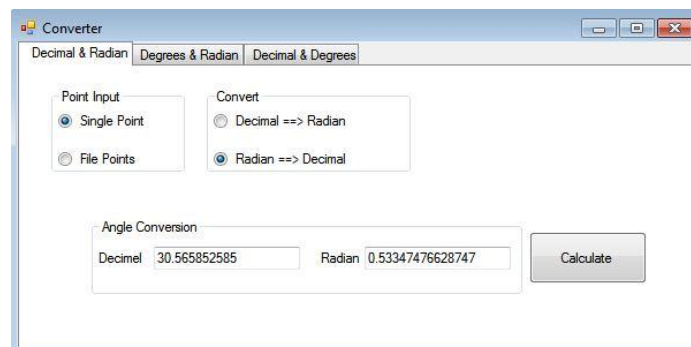 Converter
Decimal & Radian Degrees & Radian Decimal & Degrees
Point Input
Single Point
File Points
Convert
Decimal ==> Radian
Radian ==> Decimal
Angle Conversion
Decimel 30.565852585 Radian 0.53347476628747
Calculate